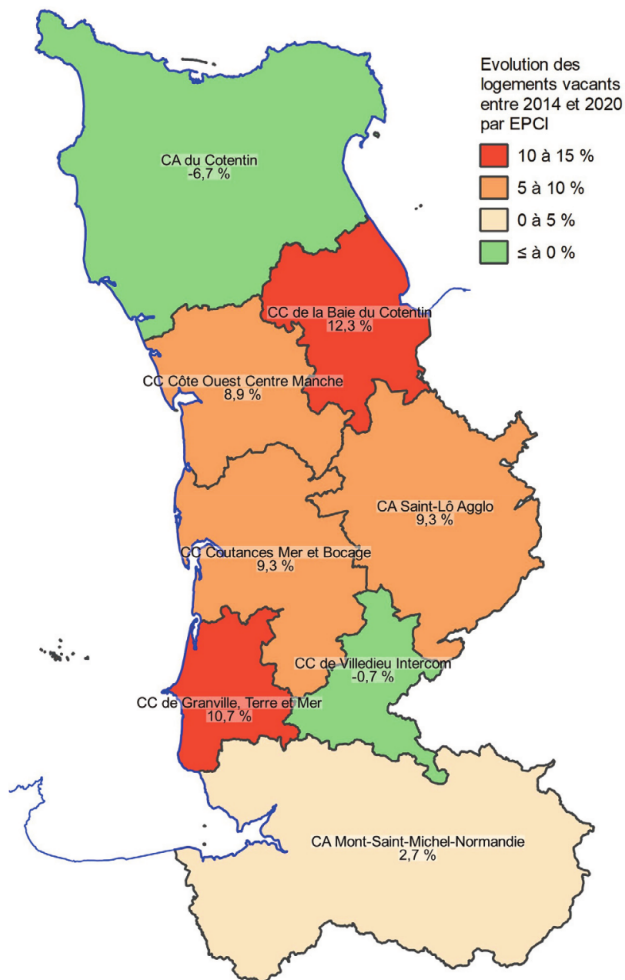 Evolution des
logements vacants
entre 2014 et 2020
par EPCI
10 à 15 %
5 à 10 %
0 à 5 %
≤ à 0 %
CA du Cotentin
-6,7 %
CC de la Baie du Cotentin
12,3 %
CC Côte Ouest Centre Manche
8,9 %
CA Saint-Lô Agglo
9,3 %
CC Coutances Mer et Bocage
9,3 %
CC de Villedieu Intercom
-0,7 %
CC de Granville, Terre et Mer
10,7 %
CA Mont-Saint-Michel-Normandie
2,7 %